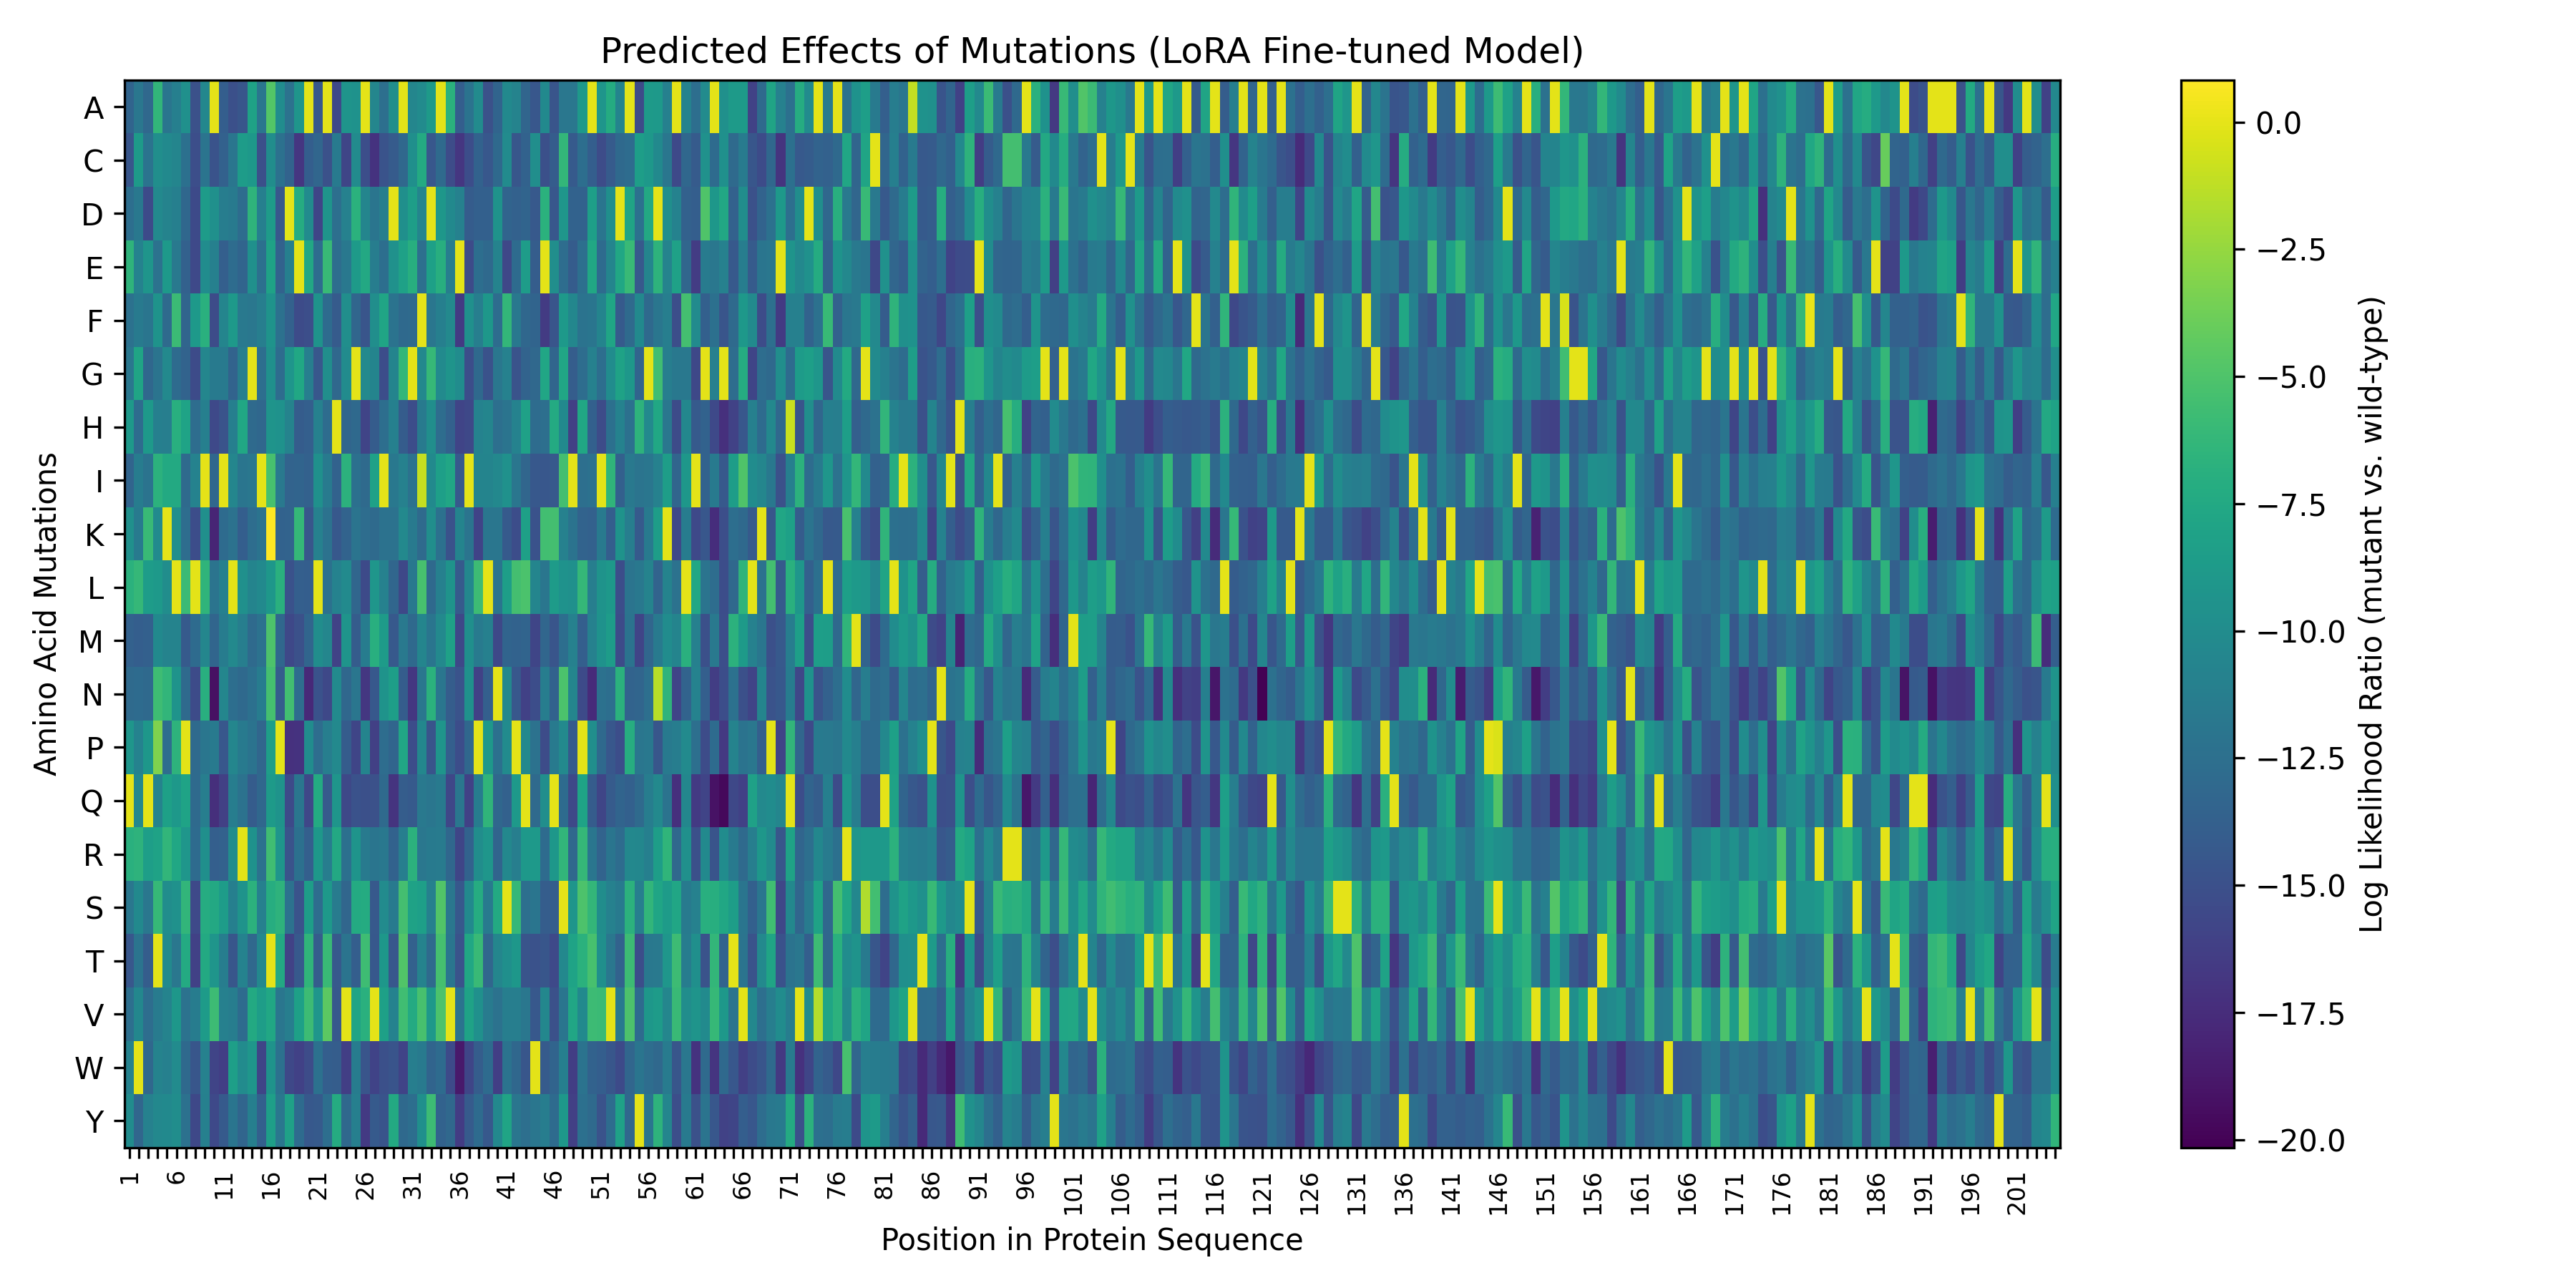 Predicted Effects of Mutations (LoRA Fine-tuned Model)
Amino Acid Mutations
A
C
D
E
F
G
H
I
K
L
M
N
P
Q
R
S
T
V
W
Y
1 6 11 16 21 26 31 36 41 46 51 56 61 66 71 76 81 86 91 96 101 106 111 116 121 126 131 136 141 146 151 156 161 166 171 176 181 186 191 196 201
Position in Protein Sequence
0.0
−2.5
−5.0
−7.5
−10.0
−12.5
−15.0
−17.5
−20.0
Log Likelihood Ratio (mutant vs. wild-type)